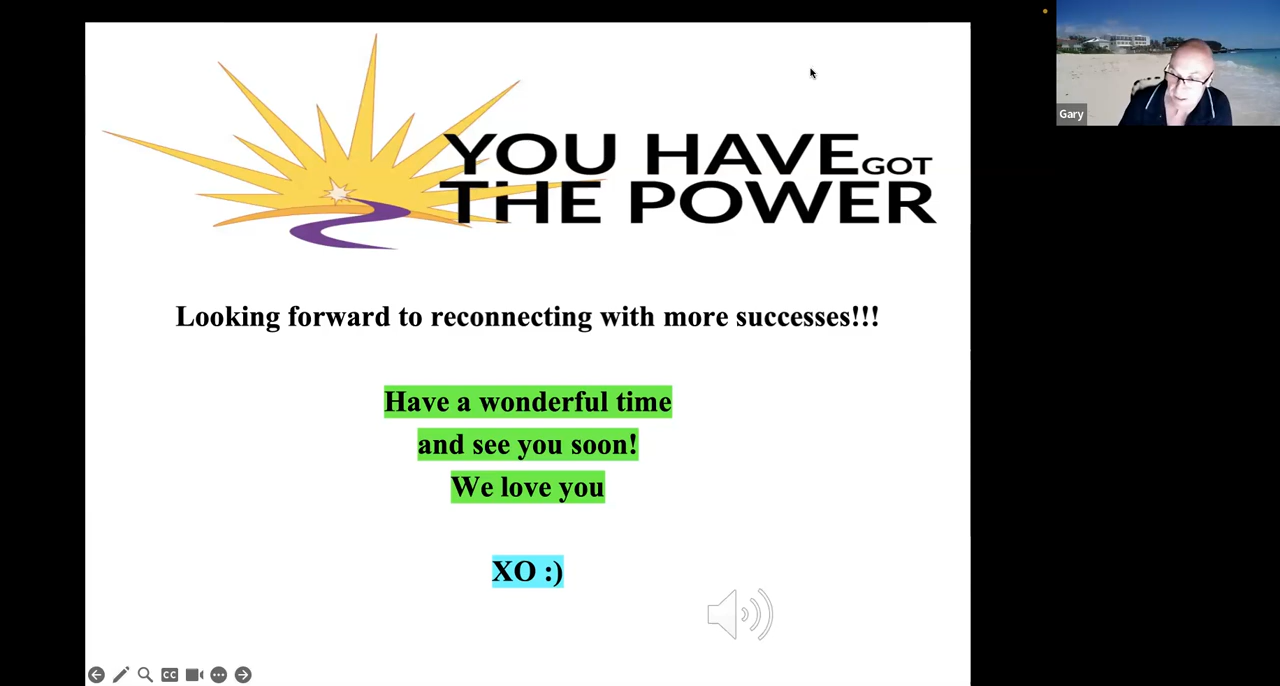 YOU HAVE GOT
THE POWER
Gary
Looking forward to reconnecting with more successes!!!
Have a wonderful time
and see you soon!
We love you
XO :)
CC